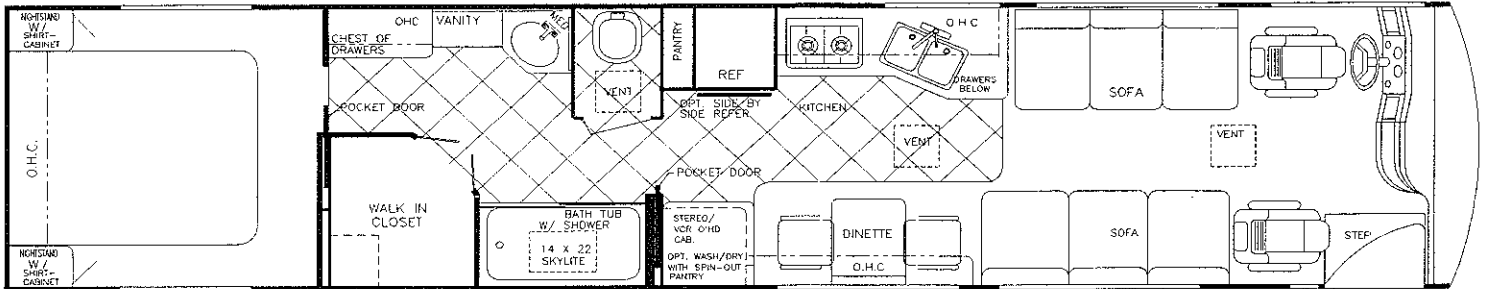 NIGHTSTAND
W/
SHIRT-
CABINET
O.H.C.
NIGHTSTAND
W/
SHIRT-
CABINET
OHC
VANITY
MED
CHEST OF
DRAWERS
POCKET DOOR
WALK IN
CLOSET
VENT
BATH TUB
W/ SHOWER
14 X 22
SKYLITE
PANTRY
REF
OPT. SIDE BY
SIDE REFER
KITCHEN
O.H.C
DRAWERS
BELOW
VENT
POCKET DOOR
STEREO/
VCR O'HD
CAB.
OPT. WASH/DRY
WITH SPIN-OUT
PANTRY
DINETTE
O.H.C
SOFA
VENT
SOFA
STEP